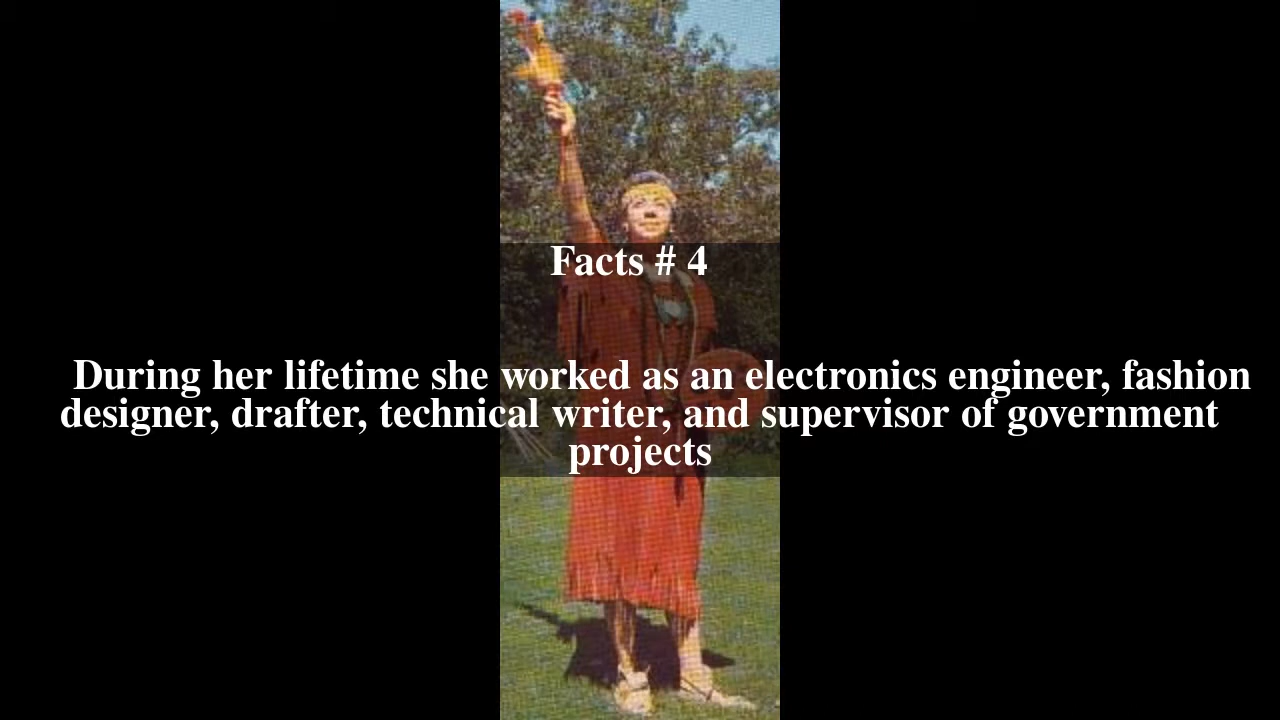 Facts # 4
During her lifetime she worked as an electronics engineer, fashion
designer, drafter, technical writer, and supervisor of government
projects